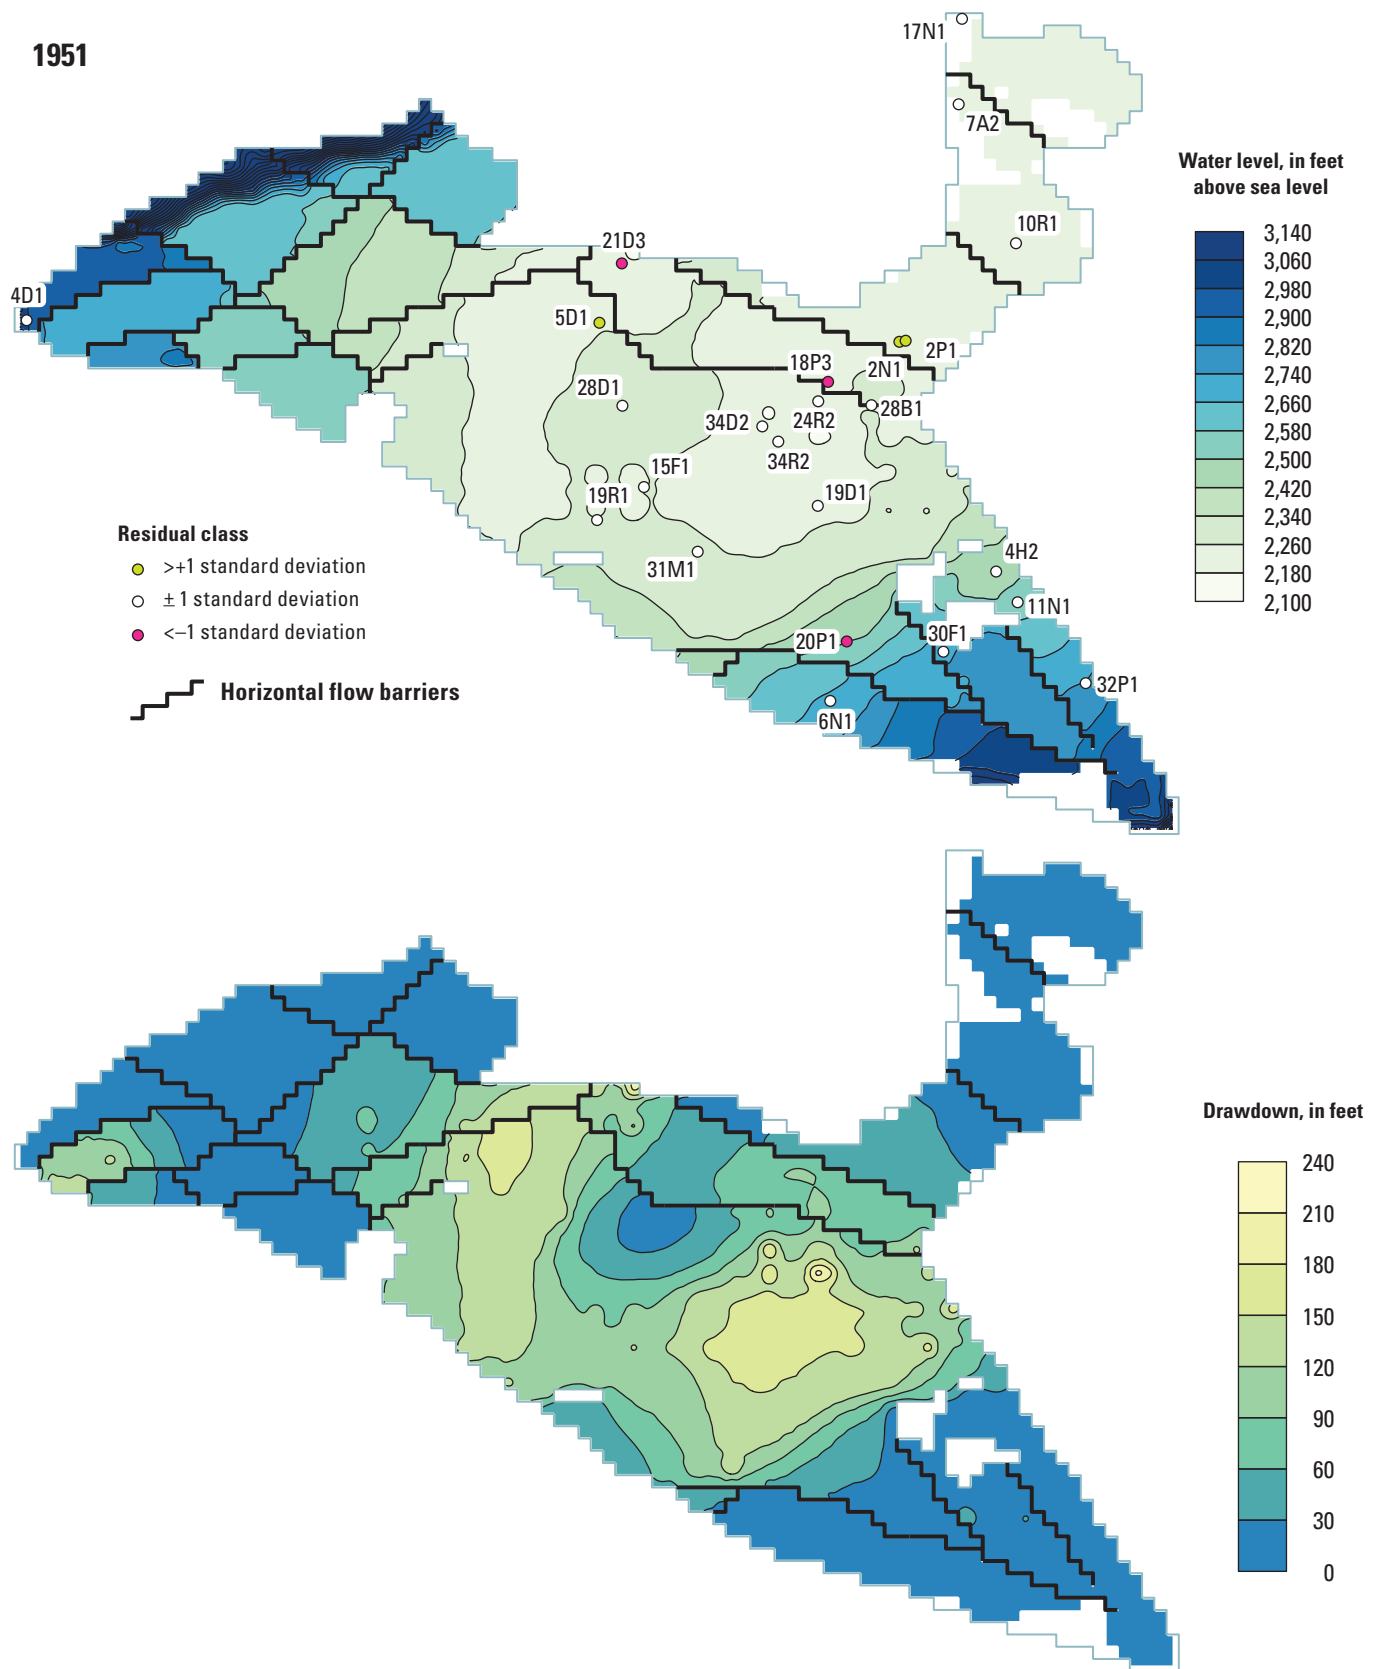 1951
17N1
7A2
10R1
21D3
4D1
5D1
2P1
18P3
2N1
28D1
28B1
34D2
24R2
34R2
15F1
19R1
19D1
31M1
4H2
11N1
20P1
30F1
32P1
6N1
Water level, in feet
above sea level
3,140
3,060
2,980
2,900
2,820
2,740
2,660
2,580
2,500
2,420
2,340
2,260
2,180
2,100
Residual class
>+1 standard deviation
± 1 standard deviation
<–1 standard deviation
Horizontal flow barriers
Drawdown, in feet
240
210
180
150
120
90
60
30
0